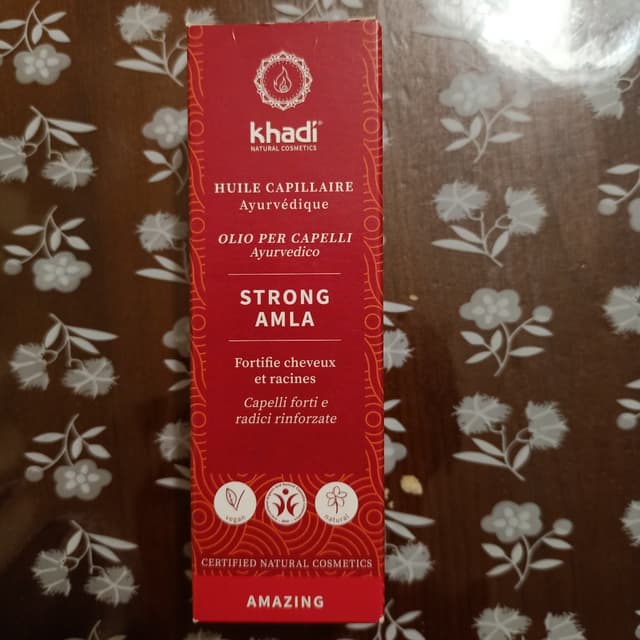 khadí®
NATURAL COSMETICS
HUILE CAPILLAIRE
Ayurvédique
OLIO PER CAPELLI
Ayurvedico
STRONG
AMLA
Fortifie cheveux
et racines
Capelli forti e
radici rinforzate
vegan
natural
CERTIFIED NATURAL COSMETICS
AMAZING